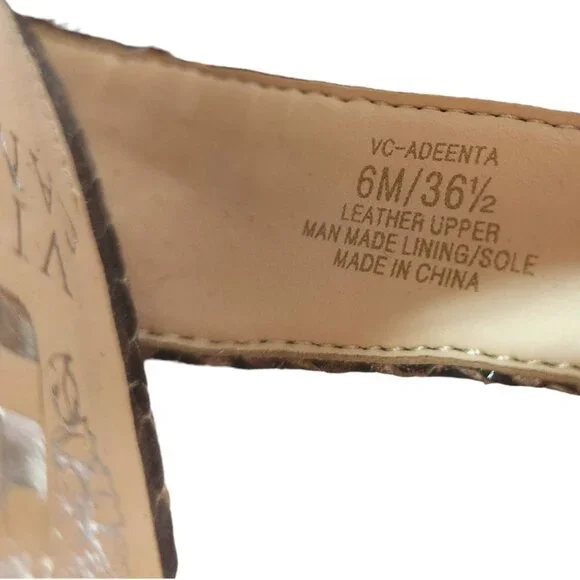 VC-ADEENTA
6M/36½
LEATHER UPPER
MAN MADE LINING/SOLE
MADE IN CHINA